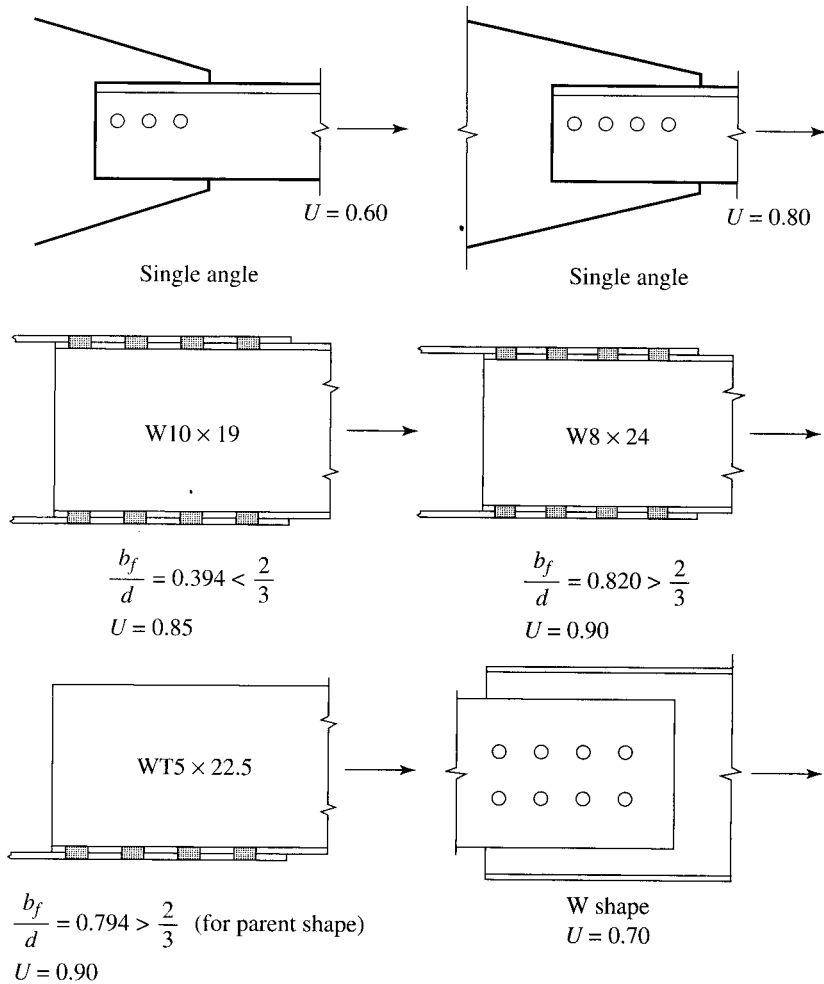 U = 0.60
U = 0.80
Single angle
Single angle
W10 × 19
W8 × 24
b_f/d = 0.394 < 2/3
U = 0.85
b_f/d = 0.820 > 2/3
U = 0.90
WT5 × 22.5
b_f/d = 0.794 > 2/3 (for parent shape)
U = 0.90
W shape
U = 0.70